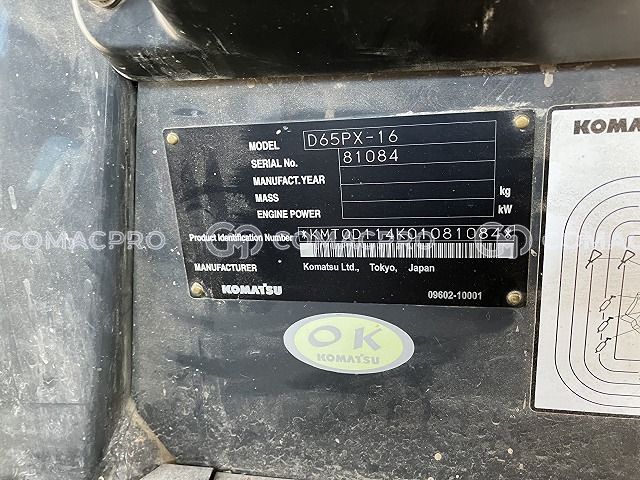 MODEL D65PX-16
SERIAL No. 81084
MANUFACT.YEAR
MASS kg
ENGINE POWER kW
Product Identification Number *KMT0D114K01081084*
MANUFACTURER Komatsu Ltd., Tokyo, Japan
KOMATSU 09602-10001
OK
KOMATSU
KOMA
COMACPRO
COMACPRO